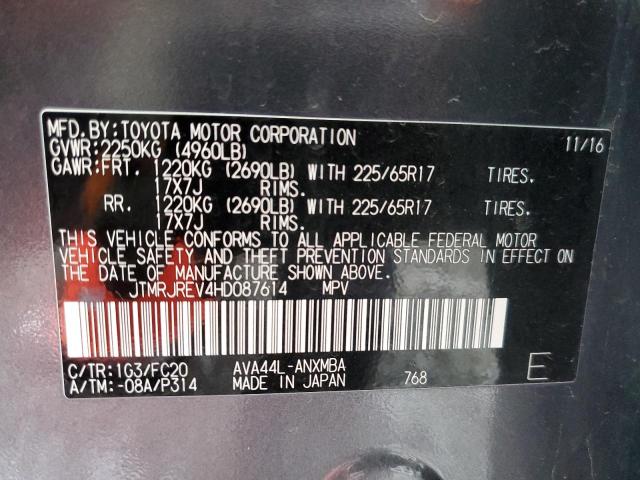 MFD.BY:TOYOTA MOTOR CORPORATION 11/16
GVWR:2250KG (4960LB)
GAWR:FRT. 1220KG (2690LB) WITH 225/65R17 TIRES.
17X7J RIMS.
RR. 1220KG (2690LB) WITH 225/65R17 TIRES.
17X7J RIMS.
THIS VEHICLE CONFORMS TO ALL APPLICABLE FEDERAL MOTOR
VEHICLE SAFETY AND THEFT PREVENTION STANDARDS IN EFFECT ON
THE DATE OF MANUFACTURE SHOWN ABOVE.
JTMRJREV4HD087614 MPV
C/TR:1G3/FC20 AVA44L-ANXMBA
A/TM:-08A/P314 MADE IN JAPAN 768 E